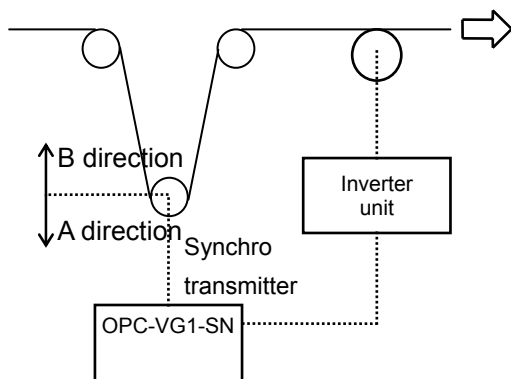 B direction
A direction
Synchro
transmitter
Inverter
unit
OPC-VG1-SN